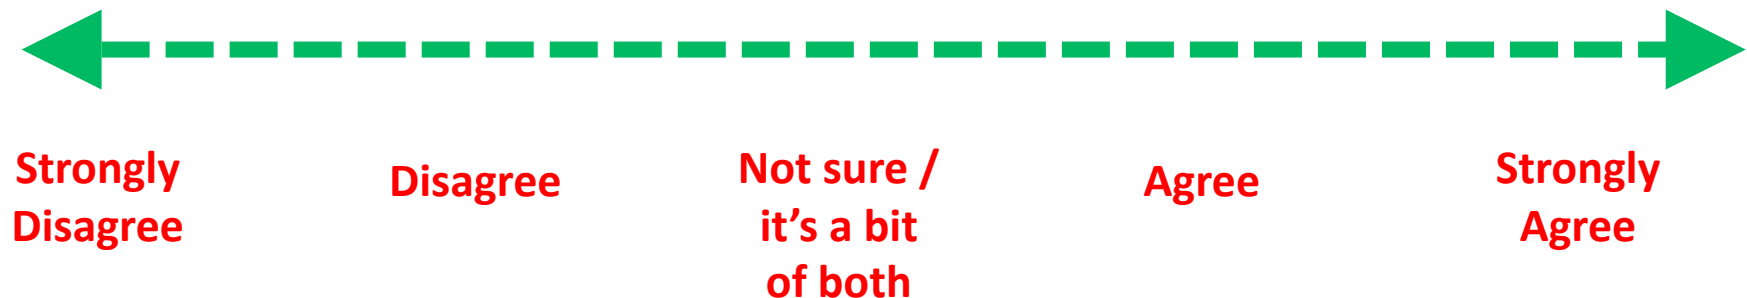 Strongly
Disagree
Disagree
Not sure /
it’s a bit
of both
Agree
Strongly
Agree